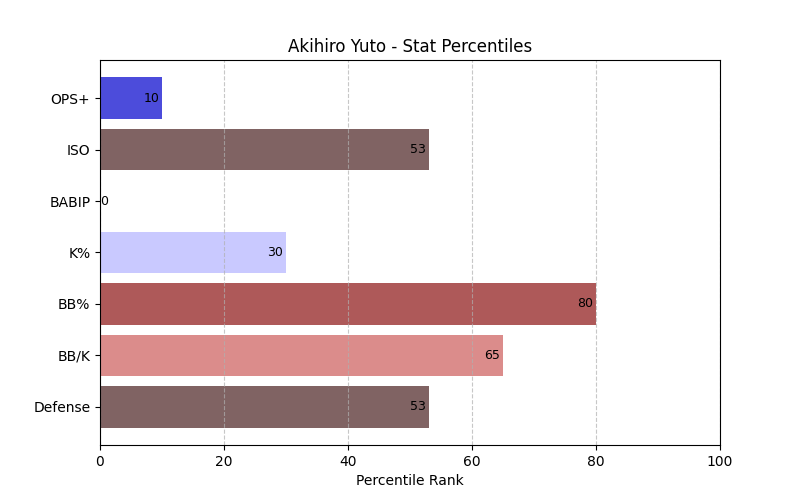 Akihiro Yuto - Stat Percentiles
OPS+ 10
ISO 53
BABIP 0
K% 30
BB% 80
BB/K 65
Defense 53
0 20 40 60 80 100
Percentile Rank